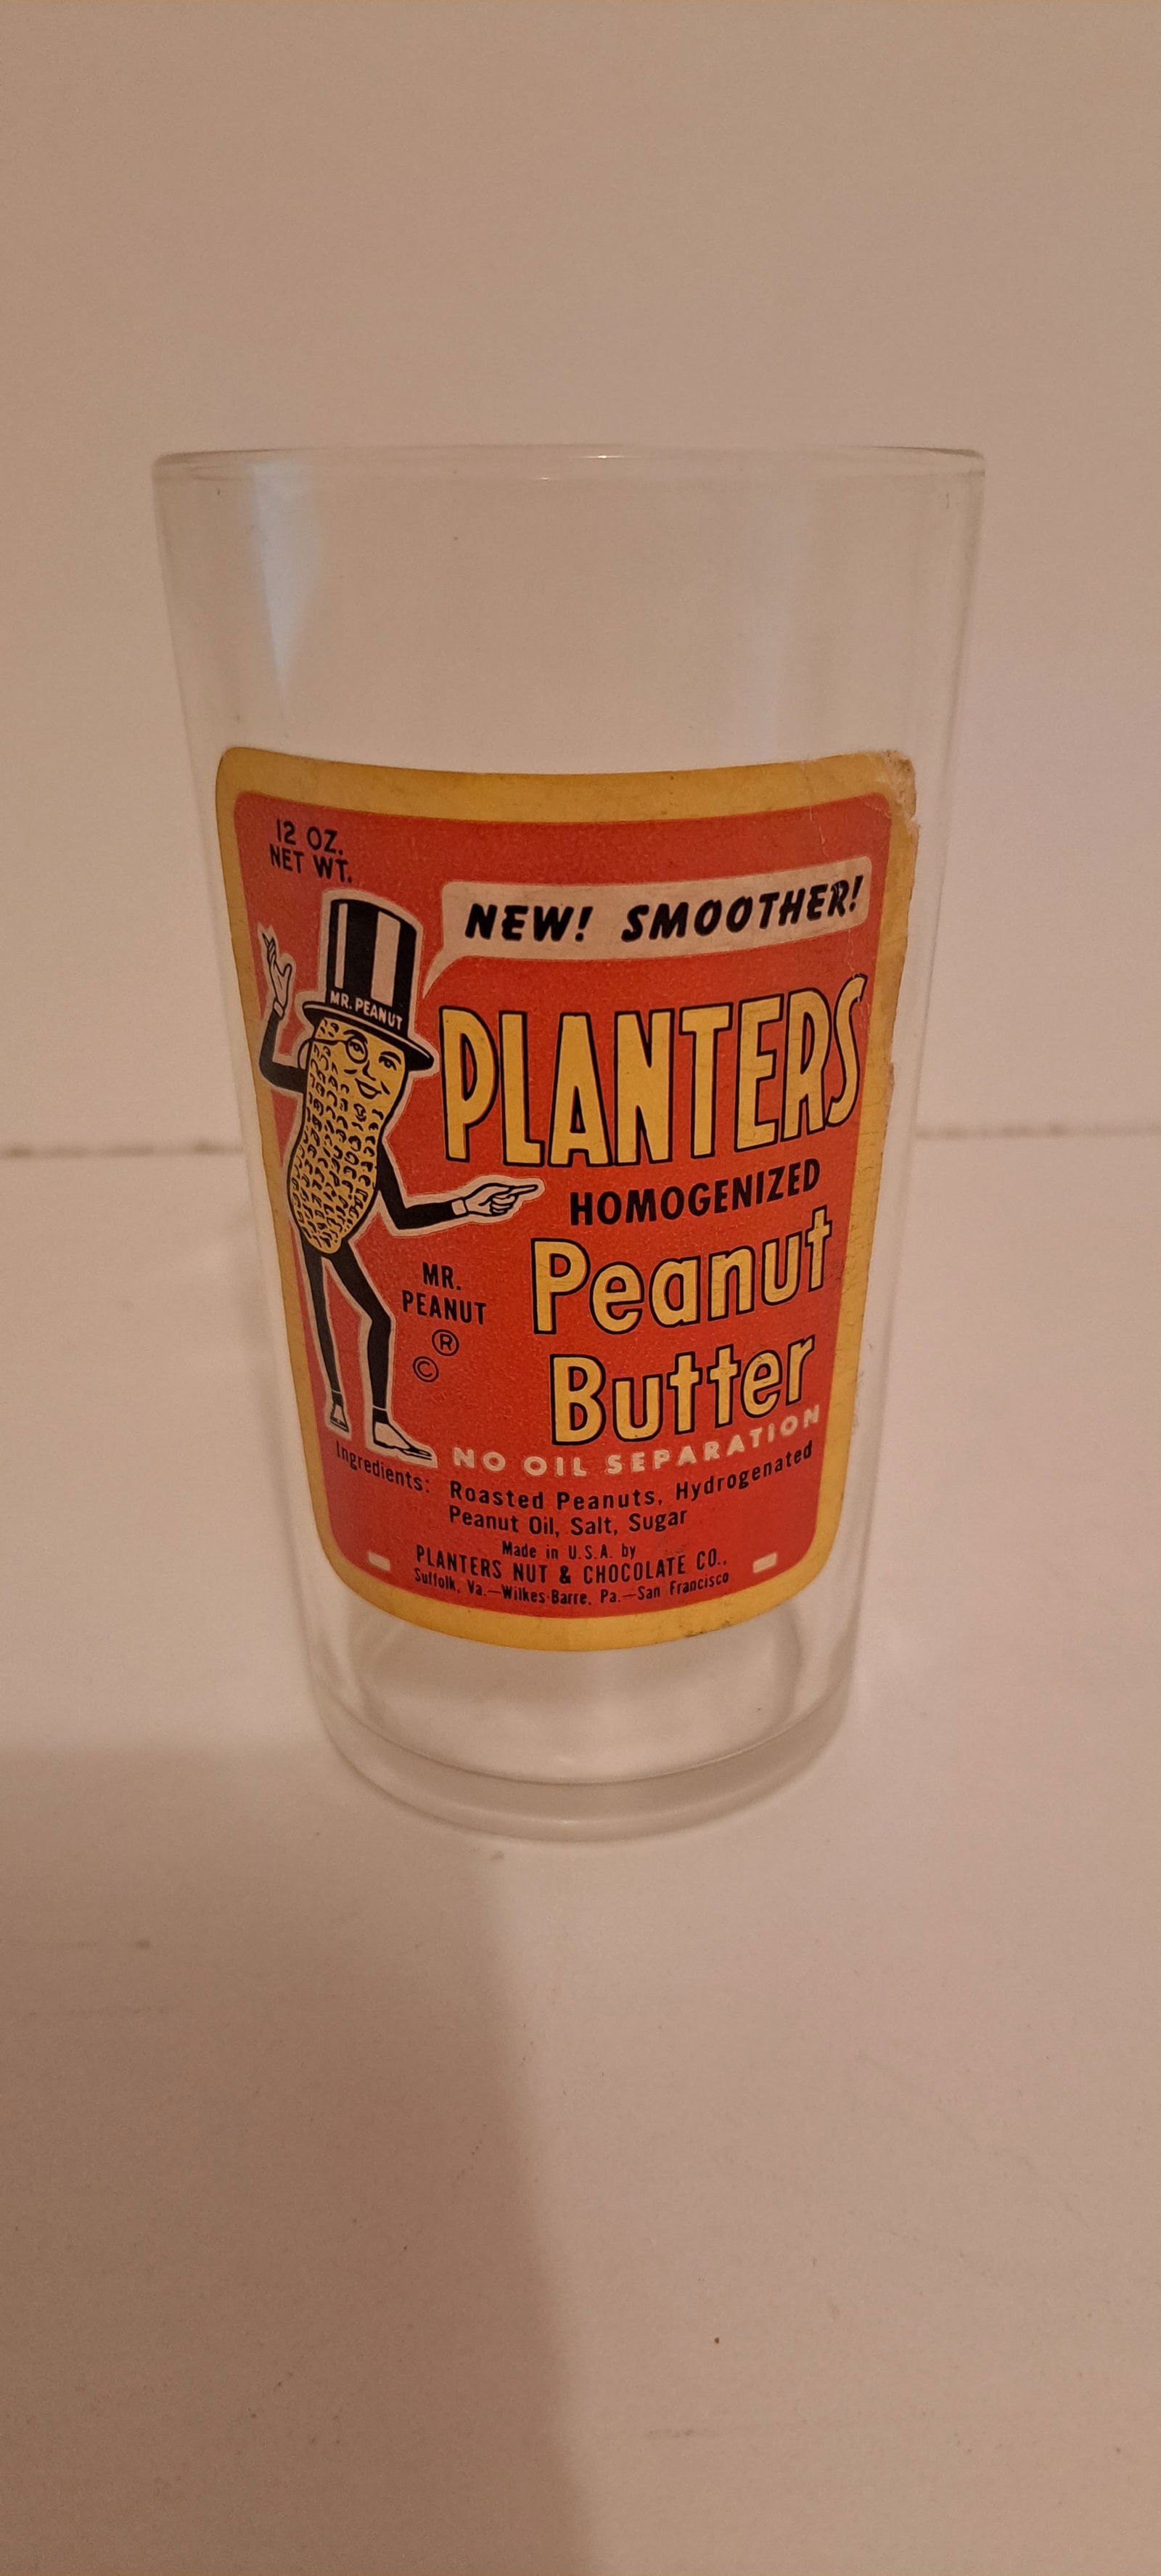 12 OZ.
NET WT.
NEW! SMOOTHER!
MR. PEANUT
PLANTERS
HOMOGENIZED
Peanut
Butter
MR.
PEANUT
®
©
NO OIL SEPARATION
Ingredients: Roasted Peanuts, Hydrogenated
Peanut Oil, Salt, Sugar
Made in U.S.A. by
PLANTERS NUT & CHOCOLATE CO.,
Suffolk, Va.—Wilkes-Barre, Pa.—San Francisco